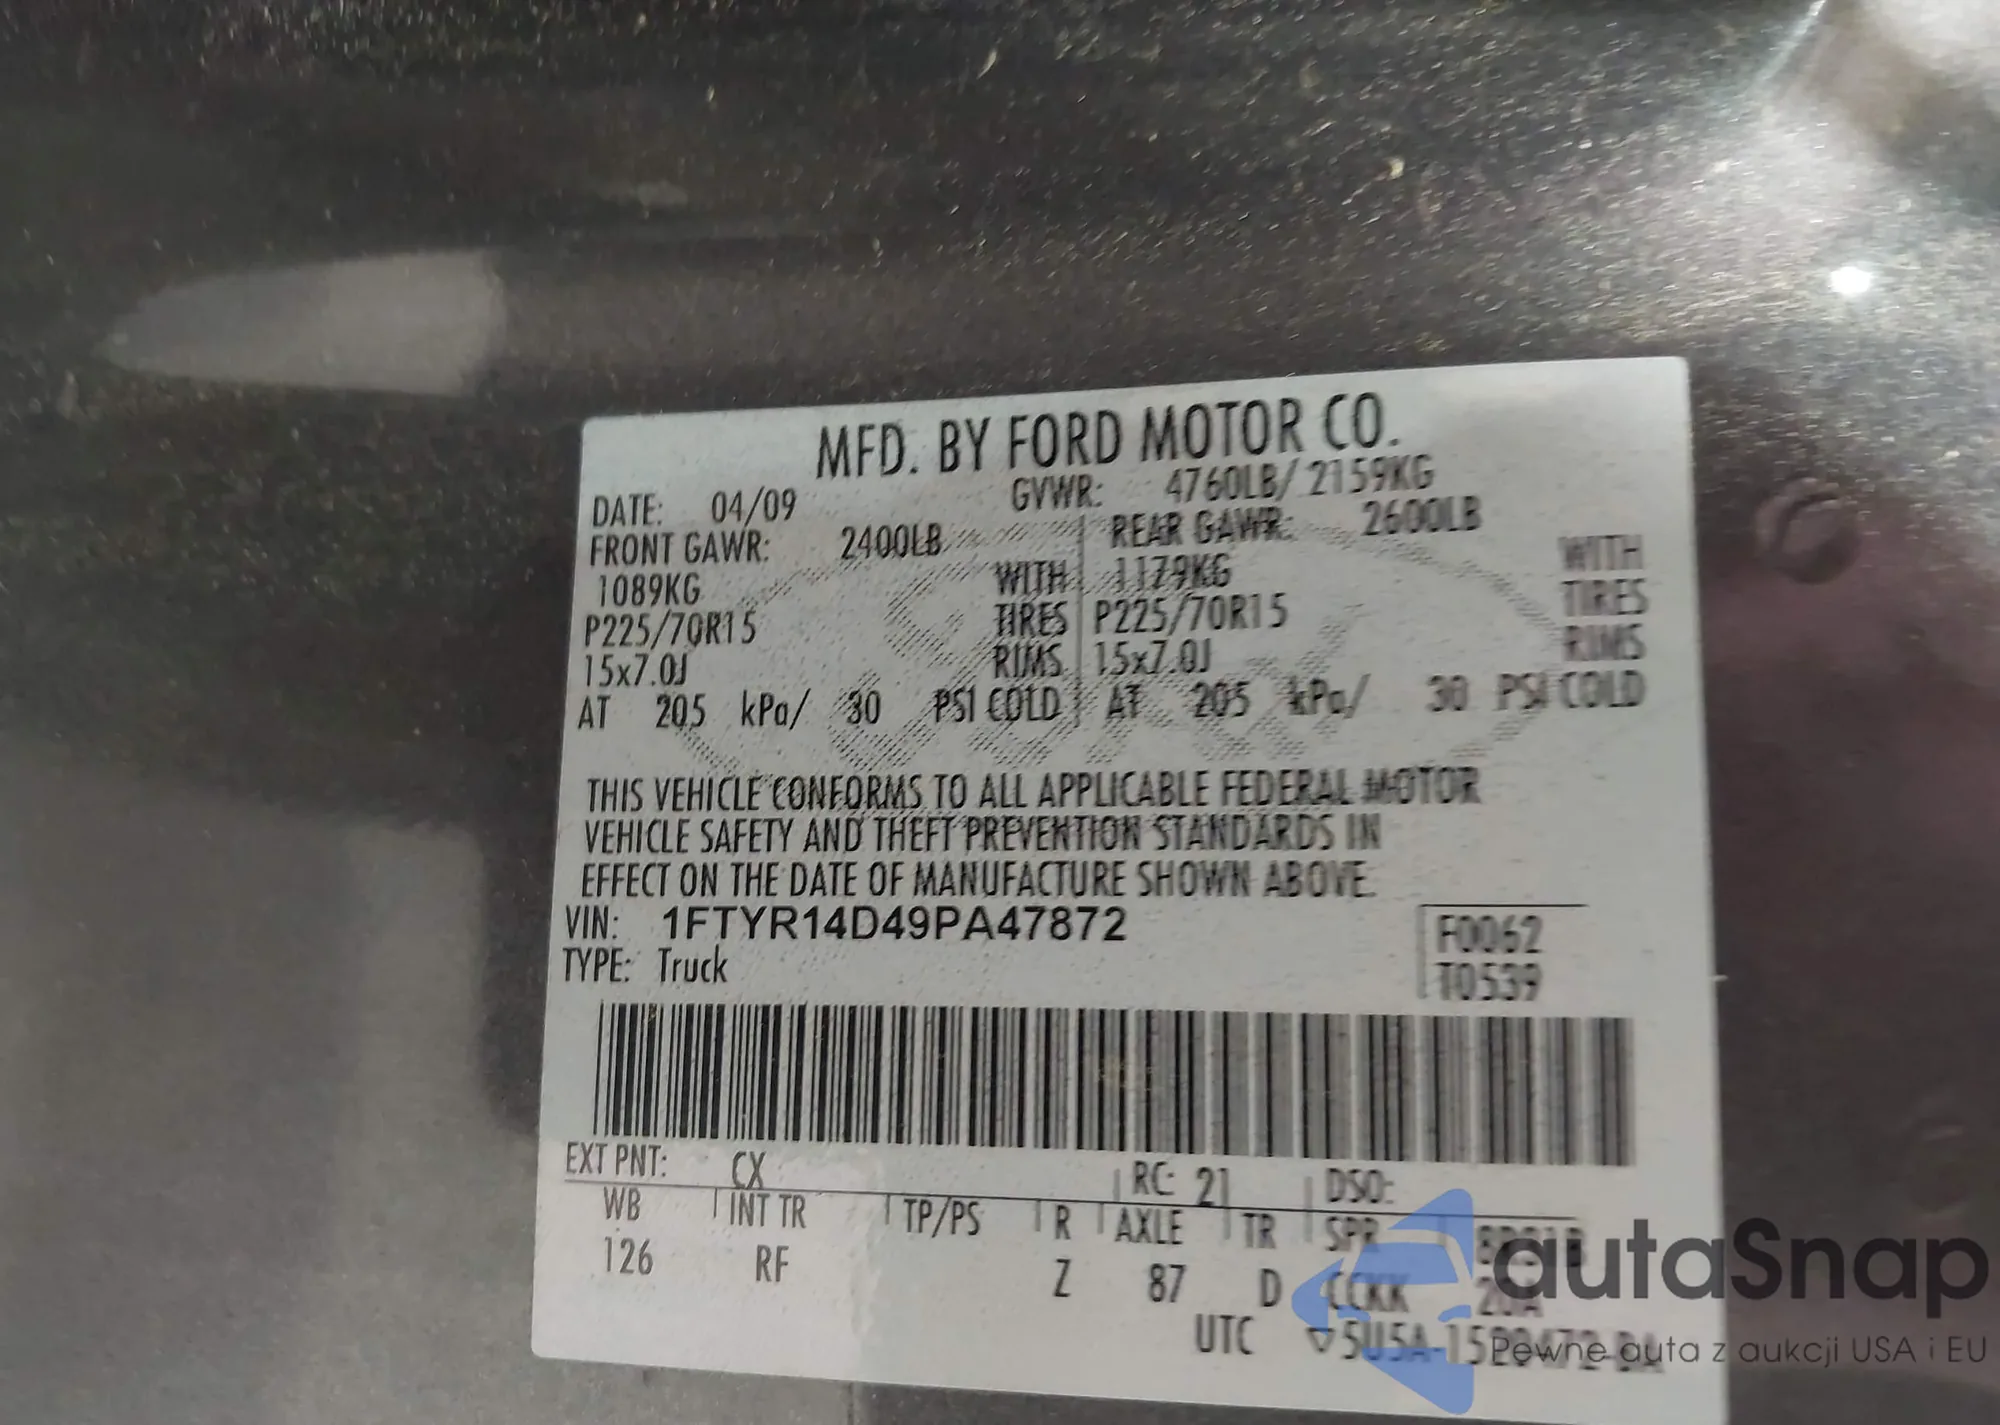 MFD. BY FORD MOTOR CO.
DATE: 04/09 GVWR: 4760LB/ 2159KG
FRONT GAWR: 2400LB REAR GAWR: 2600LB
1089KG WITH 1179KG WITH
P225/70R15 TIRES P225/70R15 TIRES
15x7.0J RIMS 15x7.0J RIMS
AT 205 kPa/ 30 PSI COLD AT 205 kPa/ 30 PSI COLD
THIS VEHICLE CONFORMS TO ALL APPLICABLE FEDERAL MOTOR
VEHICLE SAFETY AND THEFT PREVENTION STANDARDS IN
EFFECT ON THE DATE OF MANUFACTURE SHOWN ABOVE.
VIN: 1FTYR14D49PA47872 F0062
TYPE: Truck T0539
EXT PNT: CX RC: 21 DSO:
WB INT TR TP/PS R AXLE TR SPR
126 RF Z 87 D CCKK 20A
UTC ▽5U5A-
autaSnap
Pewne auta z aukcji USA i EU